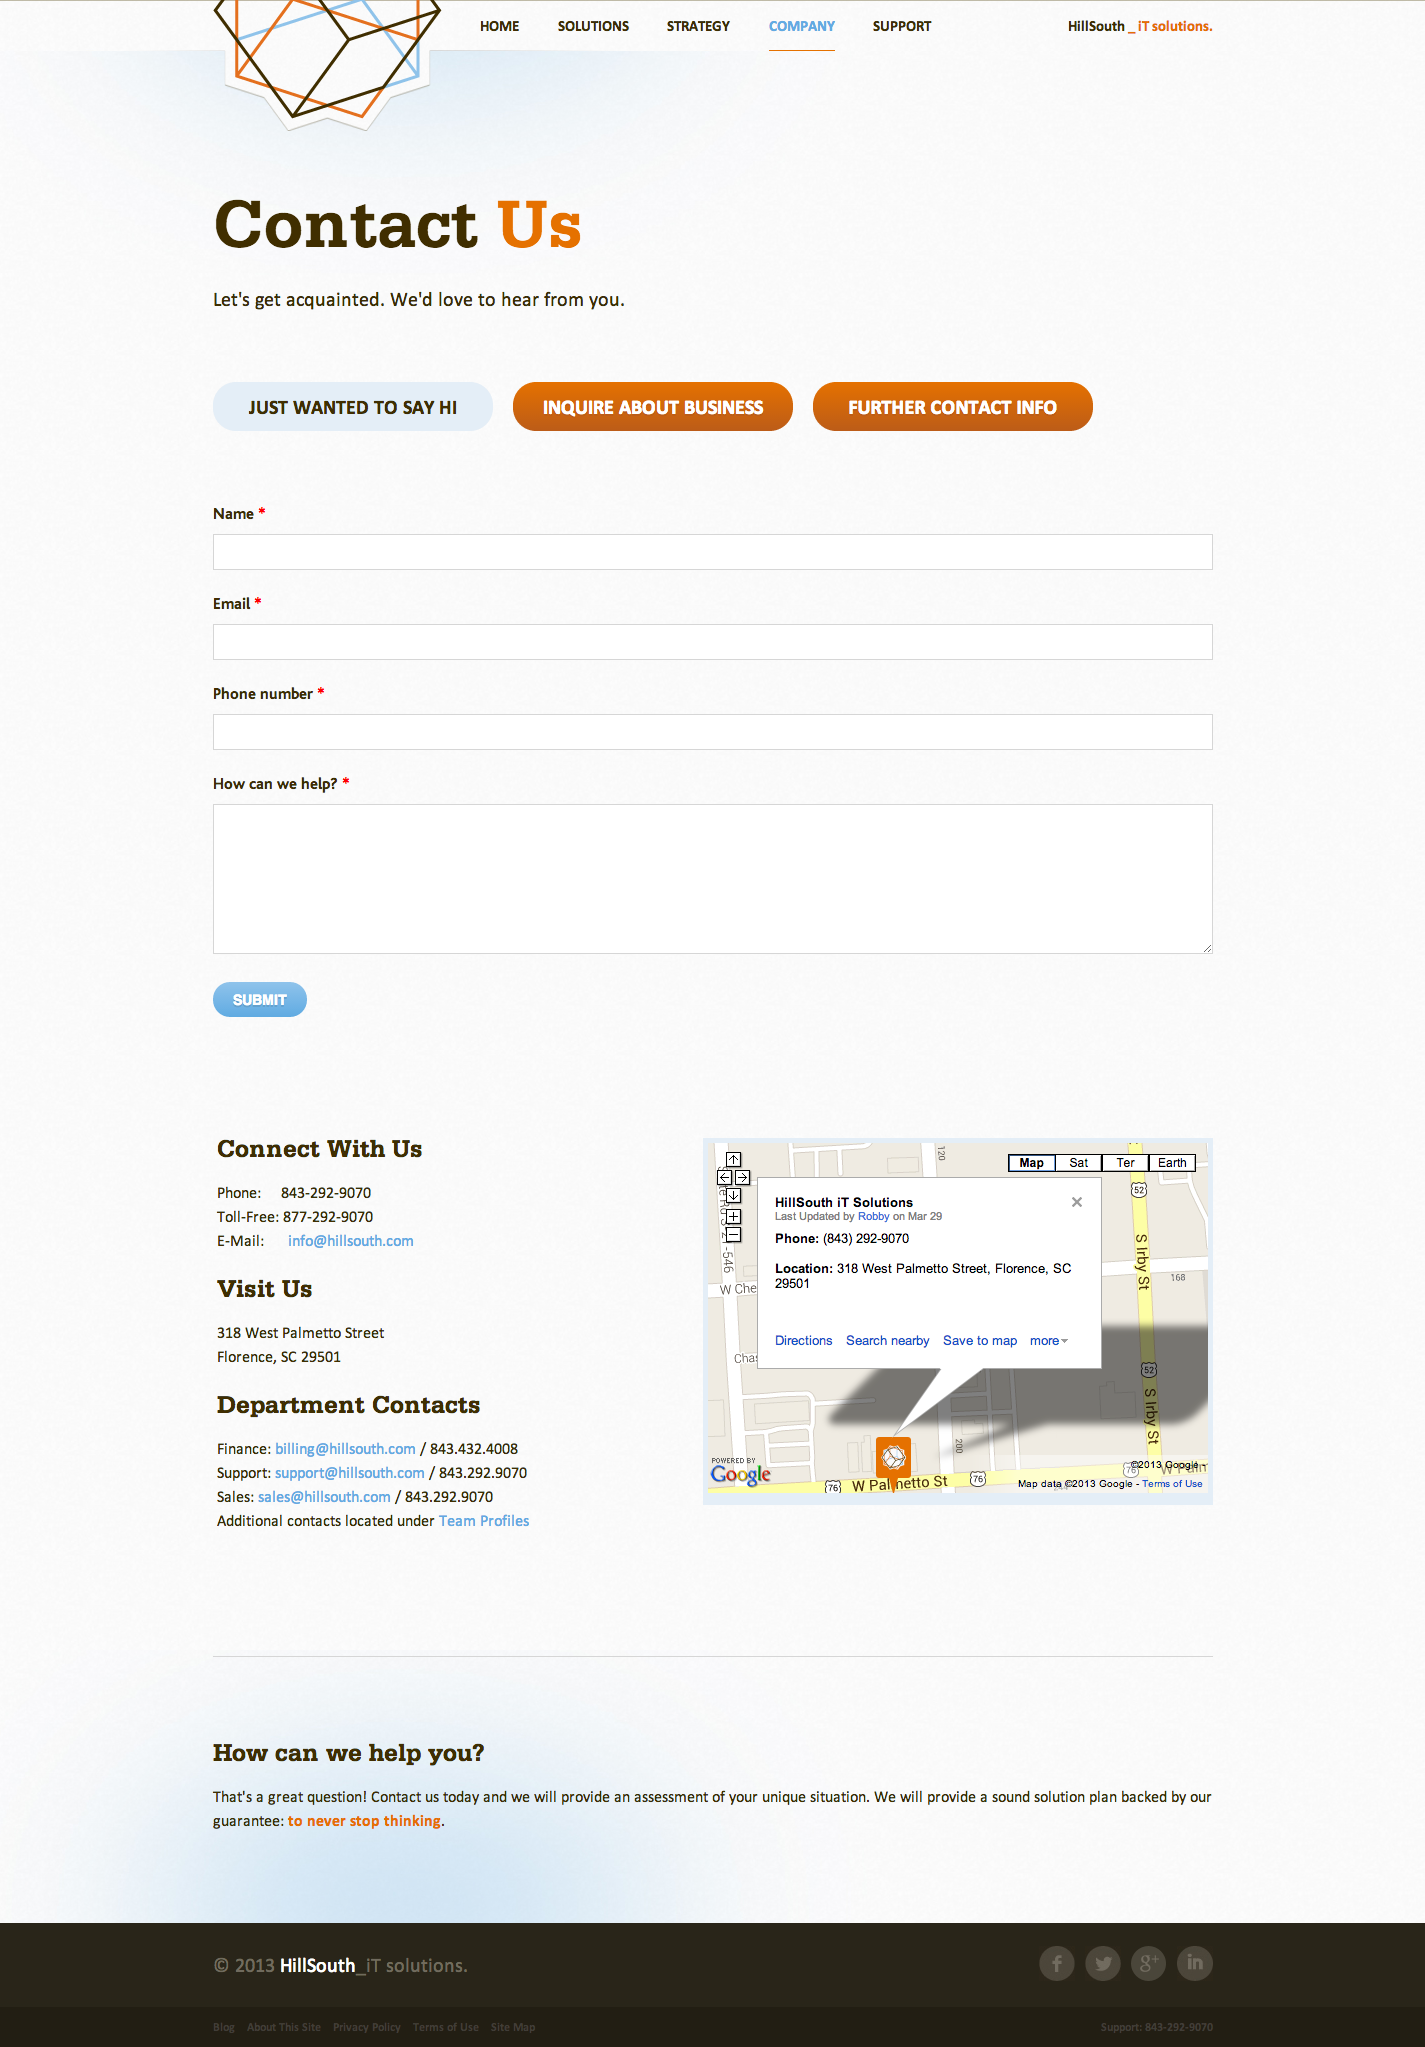 HOME SOLUTIONS STRATEGY COMPANY SUPPORT HillSouth _ iT solutions.
Contact Us
Let's get acquainted. We'd love to hear from you.
JUST WANTED TO SAY HI INQUIRE ABOUT BUSINESS FURTHER CONTACT INFO
Name *
Email *
Phone number *
How can we help? *
SUBMIT
Connect With Us
Phone: 843-292-9070
Toll-Free: 877-292-9070
E-Mail: info@hillsouth.com
Visit Us
318 West Palmetto Street
Florence, SC 29501
Department Contacts
Finance: billing@hillsouth.com / 843.432.4008
Support: support@hillsouth.com / 843.292.9070
Sales: sales@hillsouth.com / 843.292.9070
Additional contacts located under Team Profiles
120
Map Sat Ter Earth
52
HillSouth iT Solutions
Last Updated by Robby on Mar 29
Phone: (843) 292-9070
Location: 318 West Palmetto Street, Florence, SC
29501
Directions Search nearby Save to map more
S Irby St
168
W Che
Chas
52
S Irby St
200
POWERED BY
Google
76 W Palmetto St 76 76 W Palm
©2013 Google -
Map data ©2013 Google - Terms of Use
How can we help you?
That's a great question! Contact us today and we will provide an assessment of your unique situation. We will provide a sound solution plan backed by our
guarantee: to never stop thinking.
© 2013 HillSouth_iT solutions.
Blog About This Site Privacy Policy Terms of Use Site Map Support: 843-292-9070